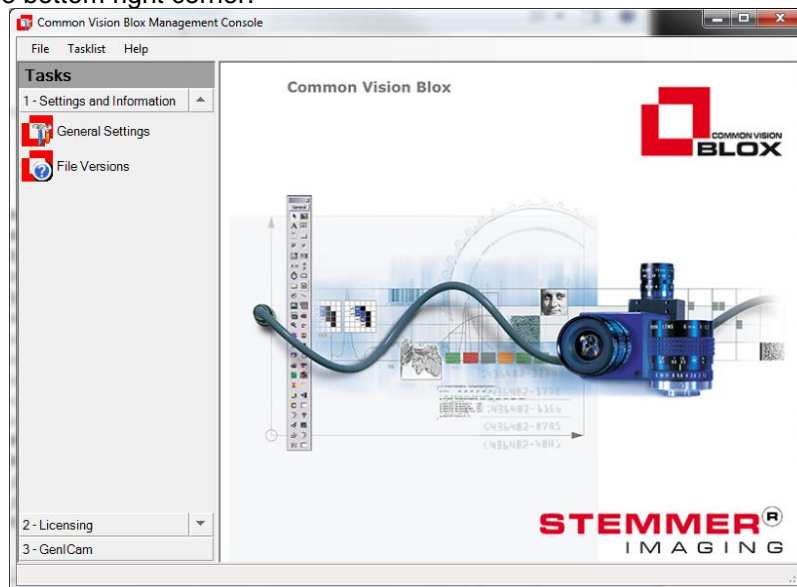 bottom right corner.
Common Vision Blox Management Console
File Tasklist Help
Tasks
1 - Settings and Information
General Settings
File Versions
2 - Licensing
3 - GenICam
Common Vision Blox
COMMON VISION
BLOX
General
STEMMER®
IMAGING